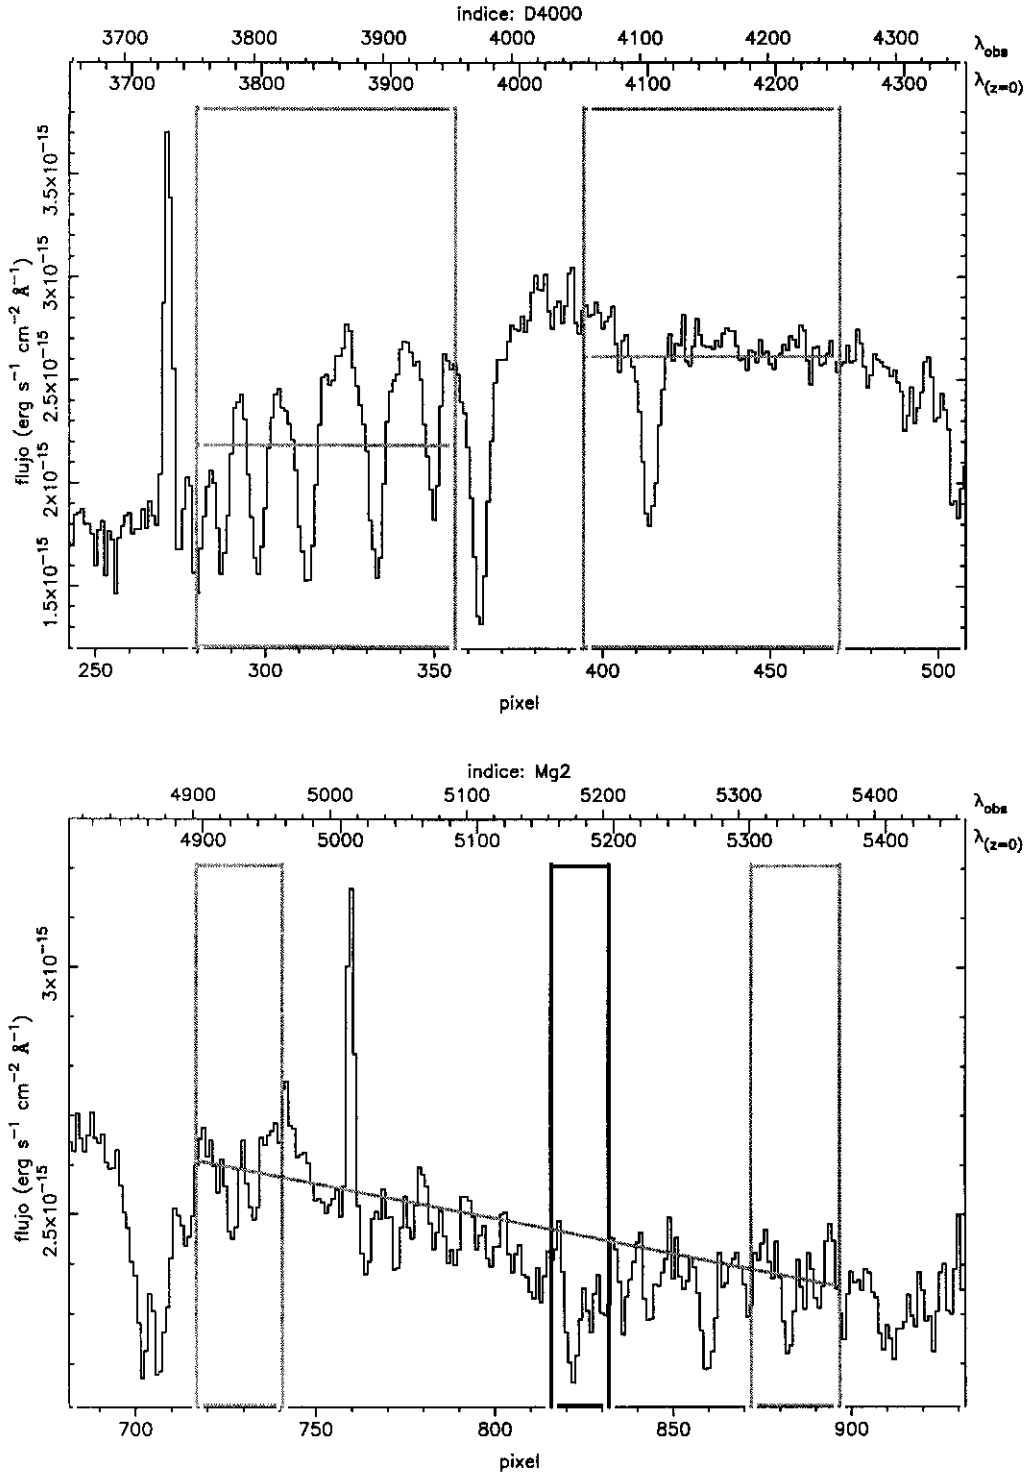 indice: D4000
3700 3800 3900 4000 4100 4200 4300 λobs
3700 3800 3900 4000 4100 4200 4300 λ(z=0)
flujo (erg s−1 cm−2 Å−1)
1.5×10−15 2×10−15 2.5×10−15 3×10−15 3.5×10−15
250 300 350 400 450 500
pixel
indice: Mg2
4900 5000 5100 5200 5300 5400 λobs
4900 5000 5100 5200 5300 5400 λ(z=0)
flujo (erg s−1 cm−2 Å−1)
2.5×10−15 3×10−15
700 750 800 850 900
pixel